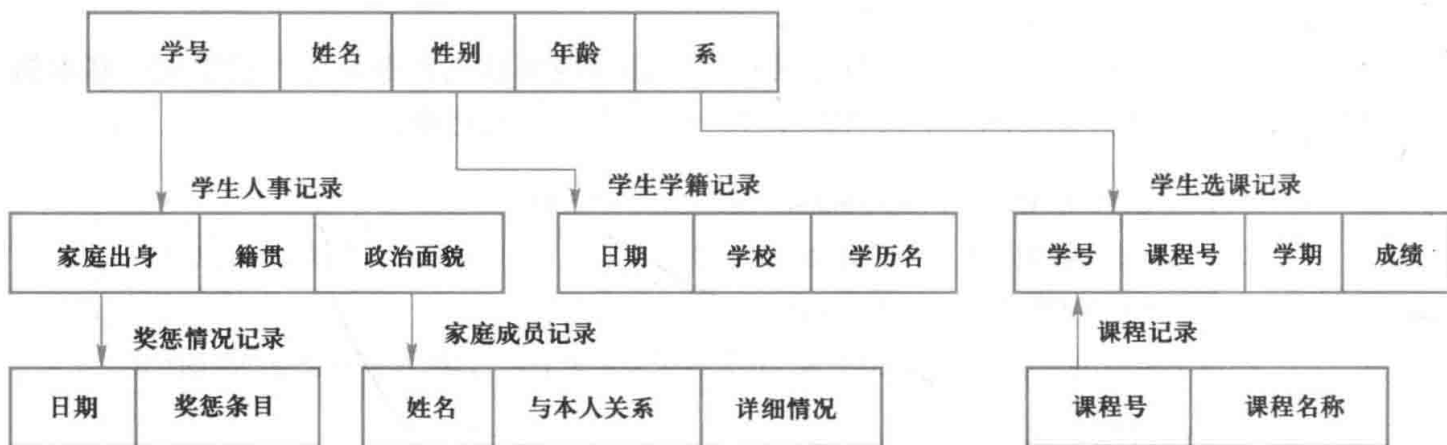 学号 姓名 性别 年龄 系
学生人事记录 学生学籍记录 学生选课记录
家庭出身 籍贯 政治面貌 日期 学校 学历名 学号 课程号 学期 成绩
奖惩情况记录 家庭成员记录 课程记录
日期 奖惩条目 姓名 与本人关系 详细情况 课程号 课程名称